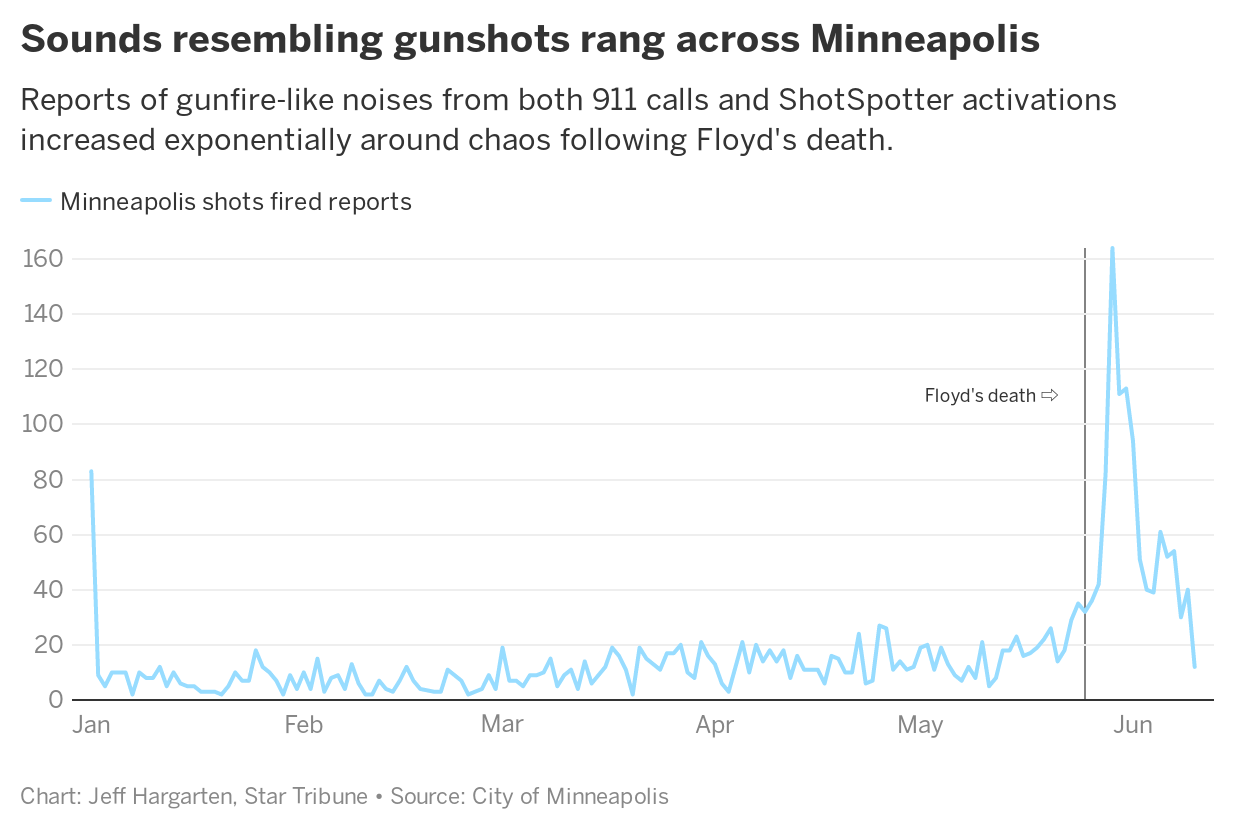 Sounds resembling gunshots rang across Minneapolis
Reports of gunfire-like noises from both 911 calls and ShotSpotter activations
increased exponentially around chaos following Floyd's death.
Minneapolis shots fired reports
160
140
120
100
80
60
40
20
0
Floyd's death ⇨
Jan Feb Mar Apr May Jun
Chart: Jeff Hargarten, Star Tribune • Source: City of Minneapolis